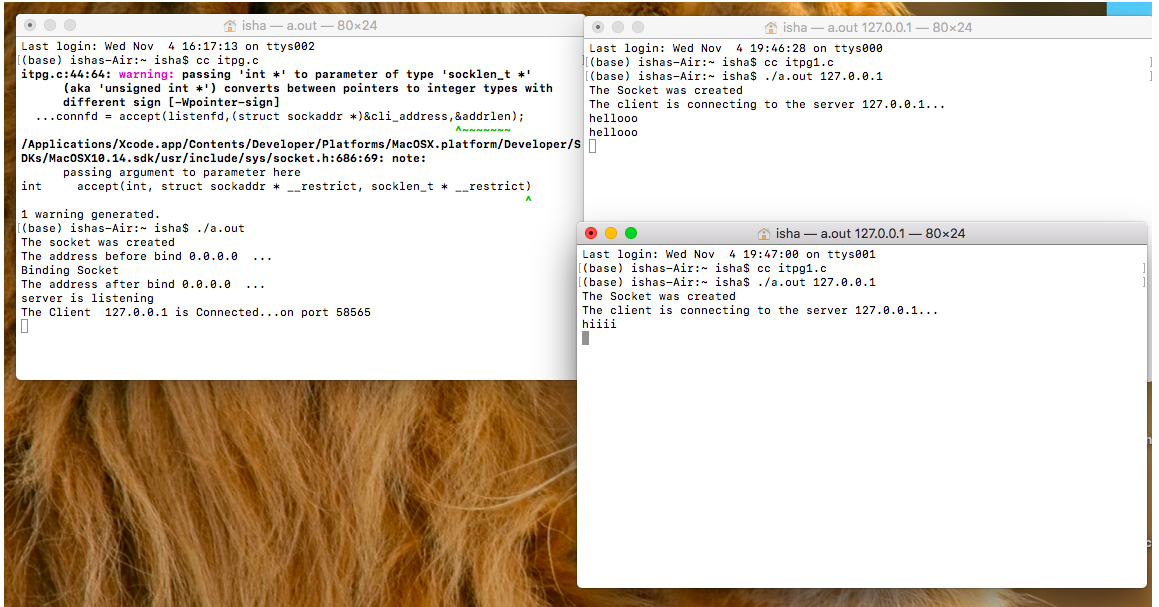 isha — a.out — 80×24
Last login: Wed Nov  4 16:17:13 on ttys002
[(base) ishas-Air:~ isha$ cc itpg.c
itpg.c:44:64: warning: passing 'int *' to parameter of type 'socklen_t *'
      (aka 'unsigned int *') converts between pointers to integer types with
      different sign [-Wpointer-sign]
  ...connfd = accept(listenfd,(struct sockaddr *)&cli_address,&addrlen);
                                                              ^~~~~~~~
/Applications/Xcode.app/Contents/Developer/Platforms/MacOSX.platform/Developer/S
DKs/MacOSX10.14.sdk/usr/include/sys/socket.h:686:69: note:
      passing argument to parameter here
int     accept(int, struct sockaddr * __restrict, socklen_t * __restrict)
                                                                        ^
1 warning generated.
[(base) ishas-Air:~ isha$ ./a.out
The socket was created
The address before bind 0.0.0.0  ...
Binding Socket
The address after bind 0.0.0.0  ...
server is listening
The Client  127.0.0.1 is Connected...on port 58565
isha — a.out 127.0.0.1 — 80×24
Last login: Wed Nov  4 19:46:28 on ttys000
[(base) ishas-Air:~ isha$ cc itpg1.c ]
[(base) ishas-Air:~ isha$ ./a.out 127.0.0.1 ]
The Socket was created
The client is connecting to the server 127.0.0.1...
hellooo
hellooo
isha — a.out 127.0.0.1 — 80×24
Last login: Wed Nov  4 19:47:00 on ttys001
[(base) ishas-Air:~ isha$ cc itpg1.c ]
[(base) ishas-Air:~ isha$ ./a.out 127.0.0.1 ]
The Socket was created
The client is connecting to the server 127.0.0.1...
hiiii